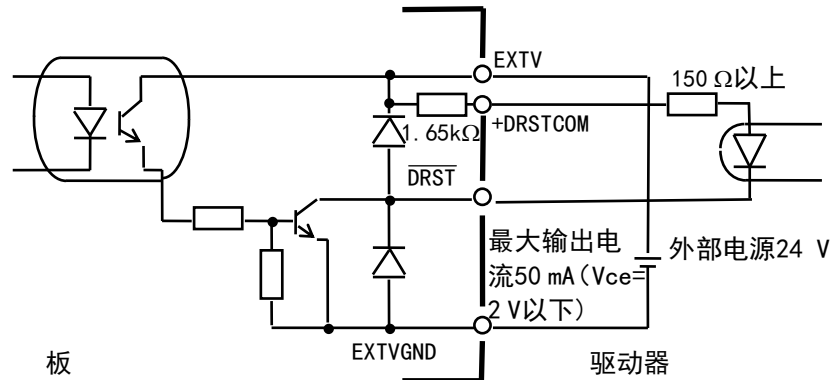 EXTV
150 Ω以上
1.65kΩ
+DRSTCOM
DRST
最大输出电
流50 mA(Vce=
2 V以下)
外部电源24 V
EXTVGND
板
驱动器